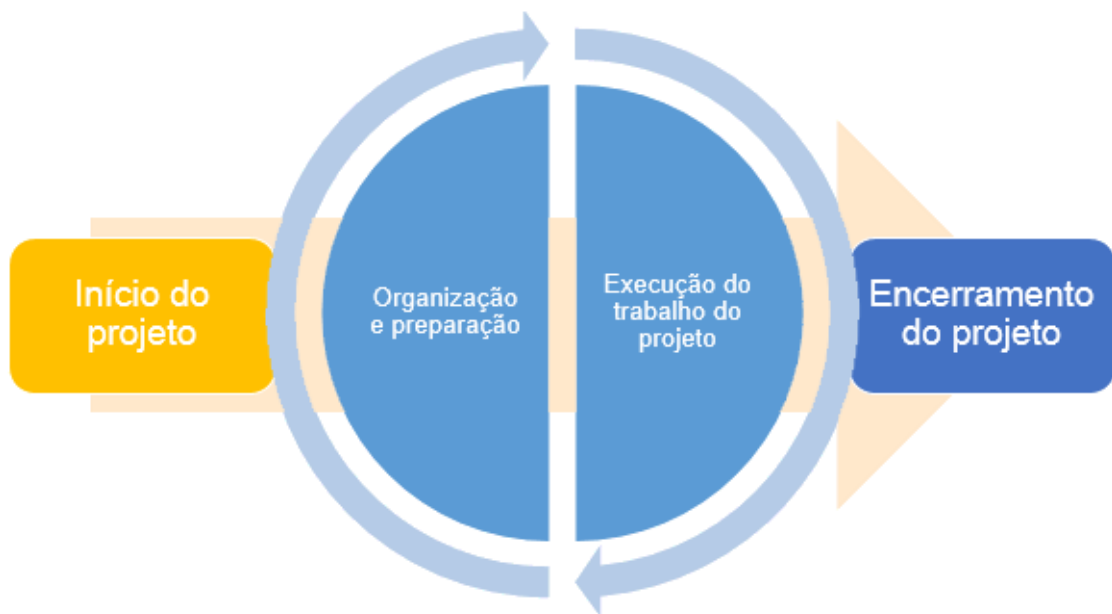 Início do
projeto
Organização
e preparação
Execução do
trabalho do
projeto
Encerramento
do projeto